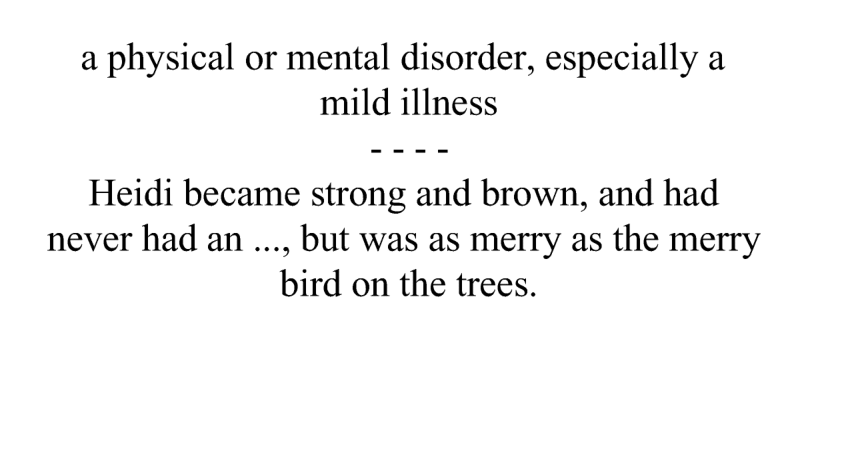 a physical or mental disorder, especially a
mild illness
- - - -
Heidi became strong and brown, and had
never had an ..., but was as merry as the merry
bird on the trees.